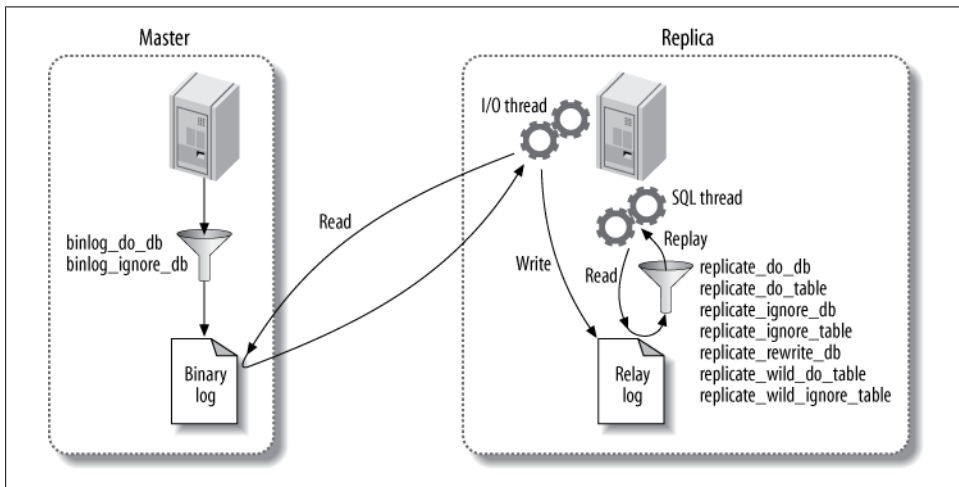 Master
binlog_do_db
binlog_ignore_db
Binary
log
Read
Replica
I/O thread
SQL thread
Replay
Read
Write
Relay
log
replicate_do_db
replicate_do_table
replicate_ignore_db
replicate_ignore_table
replicate_rewrite_db
replicate_wild_do_table
replicate_wild_ignore_table